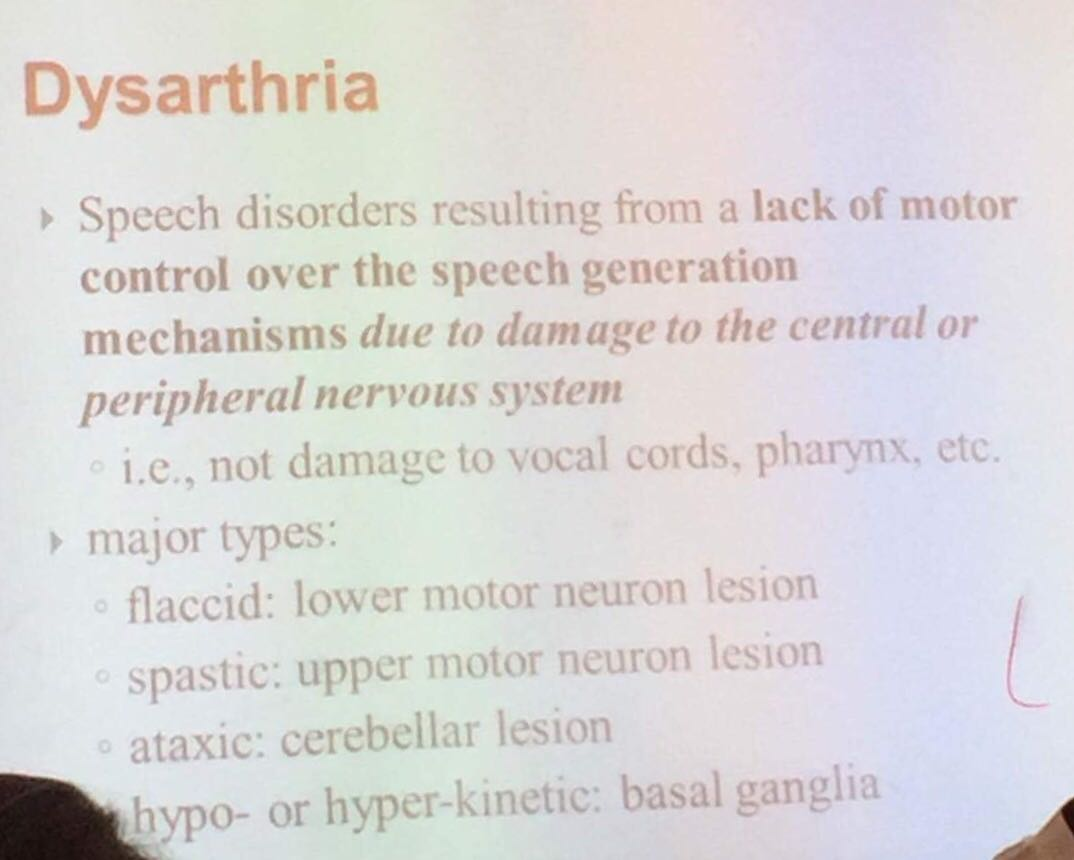 Dysarthria
Speech disorders resulting from a lack of motor
control over the speech generation
mechanisms due to damage to the central or
peripheral nervous system
i.e., not damage to vocal cords, pharynx, etc.
major types:
flaccid: lower motor neuron lesion
spastic: upper motor neuron lesion
ataxic: cerebellar lesion
hypo- or hyper-kinetic: basal ganglia